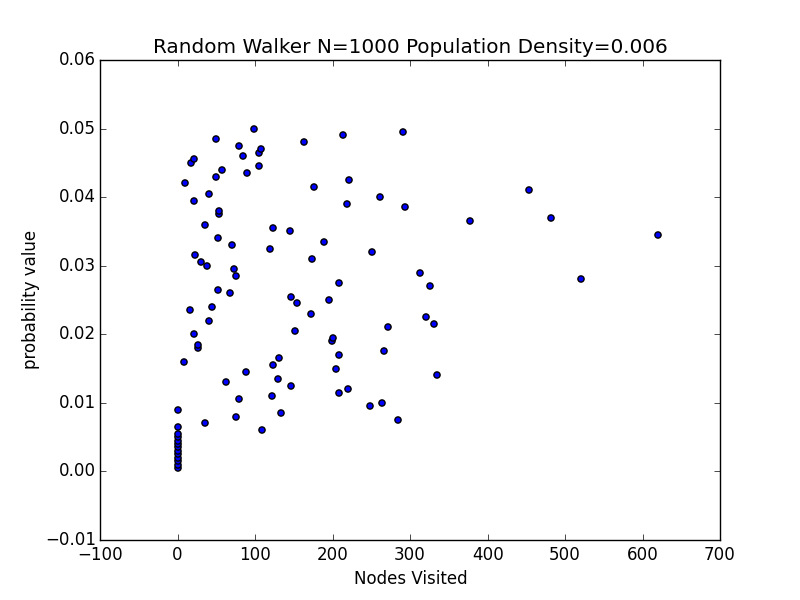 Random Walker N=1000 Population Density=0.006
0.06
0.05
0.04
0.03
0.02
0.01
0.00
−0.01
probability value
−100 0 100 200 300 400 500 600 700
Nodes Visited